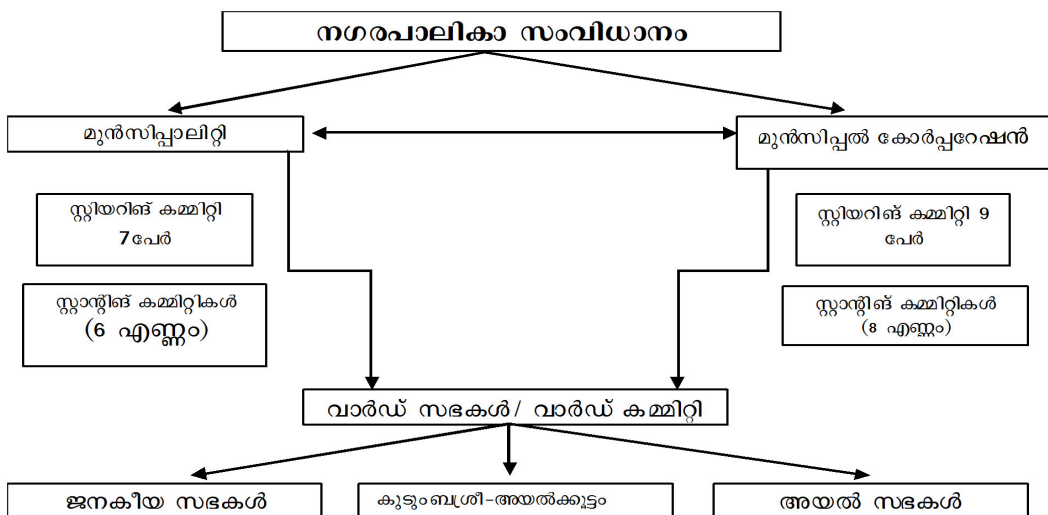 നഗരപാലികാ സംവിധാനം
മുൻസിപ്പാലിറ്റി
മുൻസിപ്പൽ കോർപ്പറേഷൻ
സ്റ്റിയറിങ് കമ്മിറ്റി
7പേർ
സ്റ്റിയറിങ് കമ്മിറ്റി 9
പേർ
സ്റ്റാന്റിങ് കമ്മിറ്റികൾ
(6 എണ്ണം)
സ്റ്റാന്റിങ് കമ്മിറ്റികൾ
(8 എണ്ണം)
വാർഡ് സഭകൾ/ വാർഡ് കമ്മിറ്റി
ജനകീയ സഭകൾ
കുടുംബശ്രീ-അയൽക്കൂട്ടം
അയൽ സഭകൾ